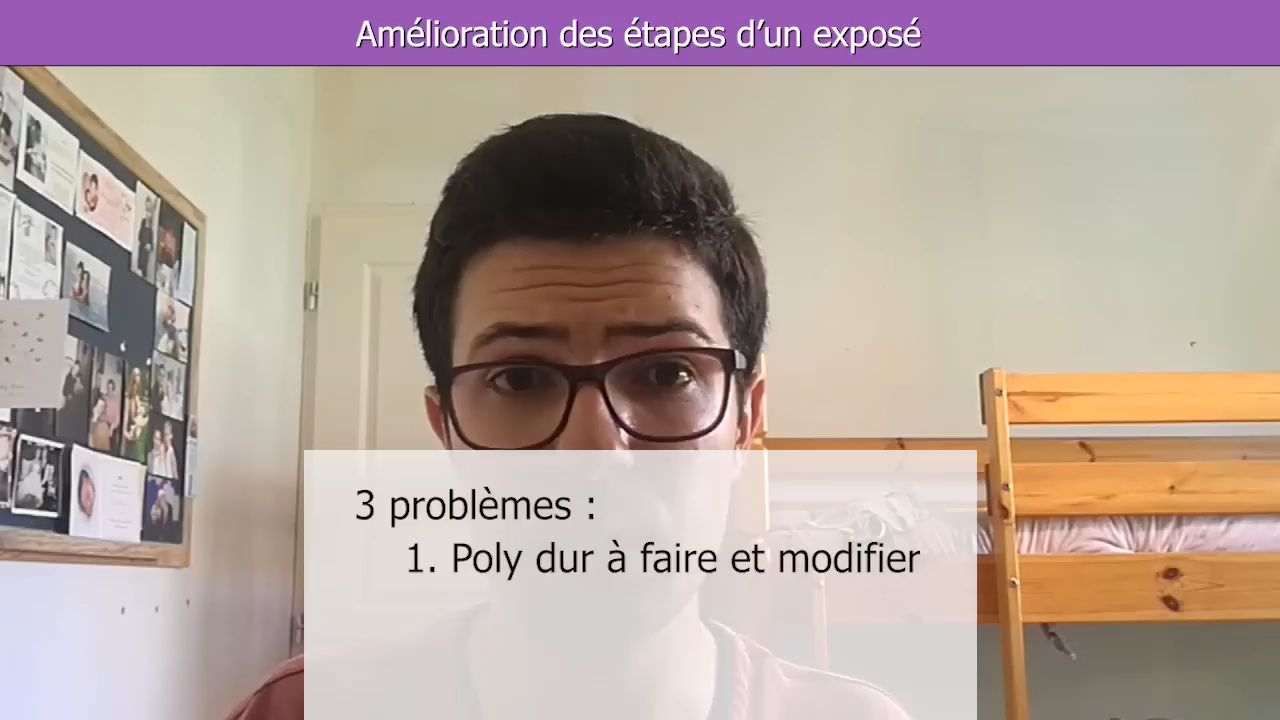 Amélioration des étapes d’un exposé
3 problèmes :
1. Poly dur à faire et modifier